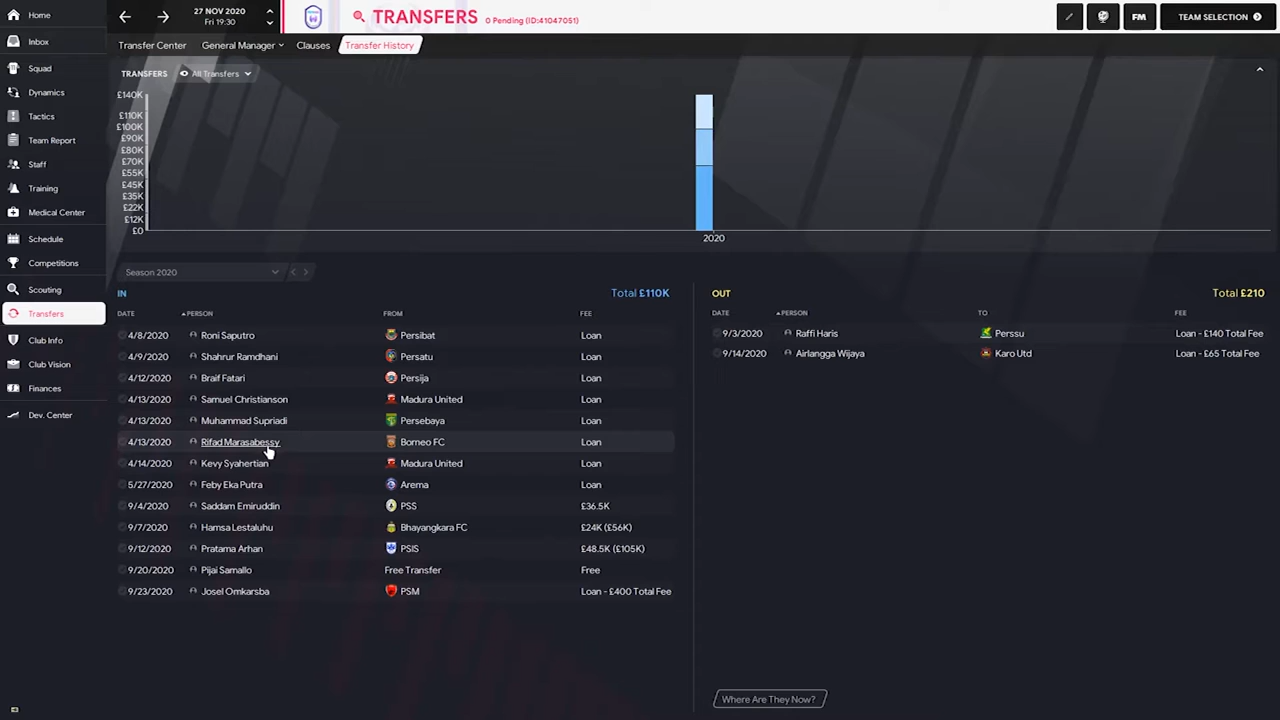 Home
Inbox
Squad
Dynamics
Tactics
Team Report
Staff
Training
Medical Center
Schedule
Competitions
Scouting
Transfers
Club Info
Club Vision
Finances
Dev. Center
27 NOV 2020
Fri 19:30
TRANSFERS 0 Pending (ID:41047051)
FM
TEAM SELECTION
Transfer Center General Manager Clauses Transfer History
TRANSFERS All Transfers
£140K
£110K
£100K
£90K
£80K
£70K
£55K
£45K
£36K
£22K
£12K
£0
2020
Season 2020
IN Total £110K
DATE PERSON FROM FEE
4/8/2020 Roni Saputro Persibat Loan
4/9/2020 Shahrur Ramdhani Persatu Loan
4/12/2020 Braif Fatari Persija Loan
4/13/2020 Samuel Christianson Madura United Loan
4/13/2020 Muhammad Supriadi Persebaya Loan
4/13/2020 Rifad Marasabessy Borneo FC Loan
4/14/2020 Kevy Syahertian Madura United Loan
5/27/2020 Feby Eka Putra Arema Loan
9/4/2020 Saddam Emiruddin PSS £36.5K
9/7/2020 Hamsa Lestaluhu Bhayangkara FC £24K (£56K)
9/12/2020 Pratama Arhan PSIS £48.5K (£105K)
9/20/2020 Pijai Samallo Free Transfer Free
9/23/2020 Josel Omkarsba PSM Loan - £400 Total Fee
OUT Total £210
DATE PERSON TO FEE
9/3/2020 Raffi Haris Perssu Loan - £140 Total Fee
9/14/2020 Airlangga Wijaya Karo Utd Loan - £65 Total Fee
Where Are They Now?